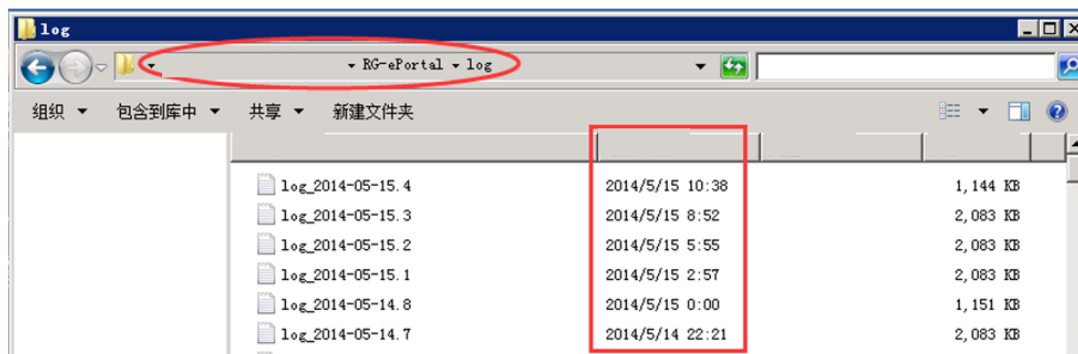 log
RG-ePortal log
组织 包含到库中 共享 新建文件夹
log_2014-05-15.4 2014/5/15 10:38 1,144 KB
log_2014-05-15.3 2014/5/15 8:52 2,083 KB
log_2014-05-15.2 2014/5/15 5:55 2,083 KB
log_2014-05-15.1 2014/5/15 2:57 2,083 KB
log_2014-05-14.8 2014/5/15 0:00 1,151 KB
log_2014-05-14.7 2014/5/14 22:21 2,083 KB